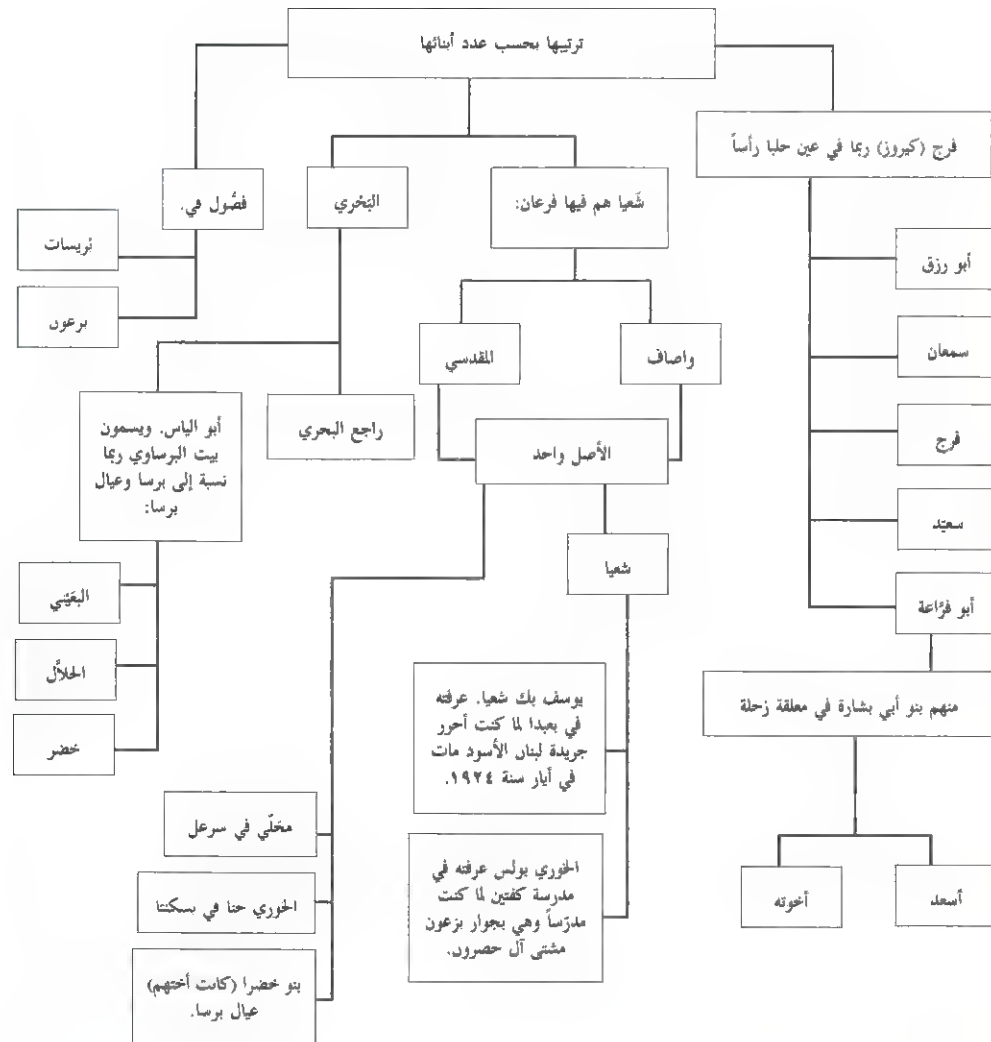 ترتيبها بحسب عدد أبنائها
فرج (كيروز) ربما في عين حليا رأساً
أبو رزق
سمعان
فرج
سعيّد
أبو فرّاعة
منهم بنو أبي بشارة في معلقة زحلة
أسعد
أخوته
شَعيا هم فيها فرعان:
واصاف
المقدسي
الأصل واحد
شعيا
يوسف بك شعيا. عرفته
في بعبدا لما كنت أحرر
جريدة لبنان الأسود مات
في أيار سنة ١٩٢٤.
الخوري بولس عرفته في
مدرسة كفتين لما كنت
مدرّساً وهي بجوار بزعون
مشتى آل حصرون.
مخلّي في سرعل
الخوري حنا في بسكنتا
بنو خضرا (كانت أختهم)
عيال برسا.
البَحْري
راجع البحري
أبو الياس. ويسمون
بيت البرساوي ربما
نسبة إلى برسا وعيال
برسا:
البعَيْني
الحلاّل
خضر
فضُّول في.
بريسات
برعون